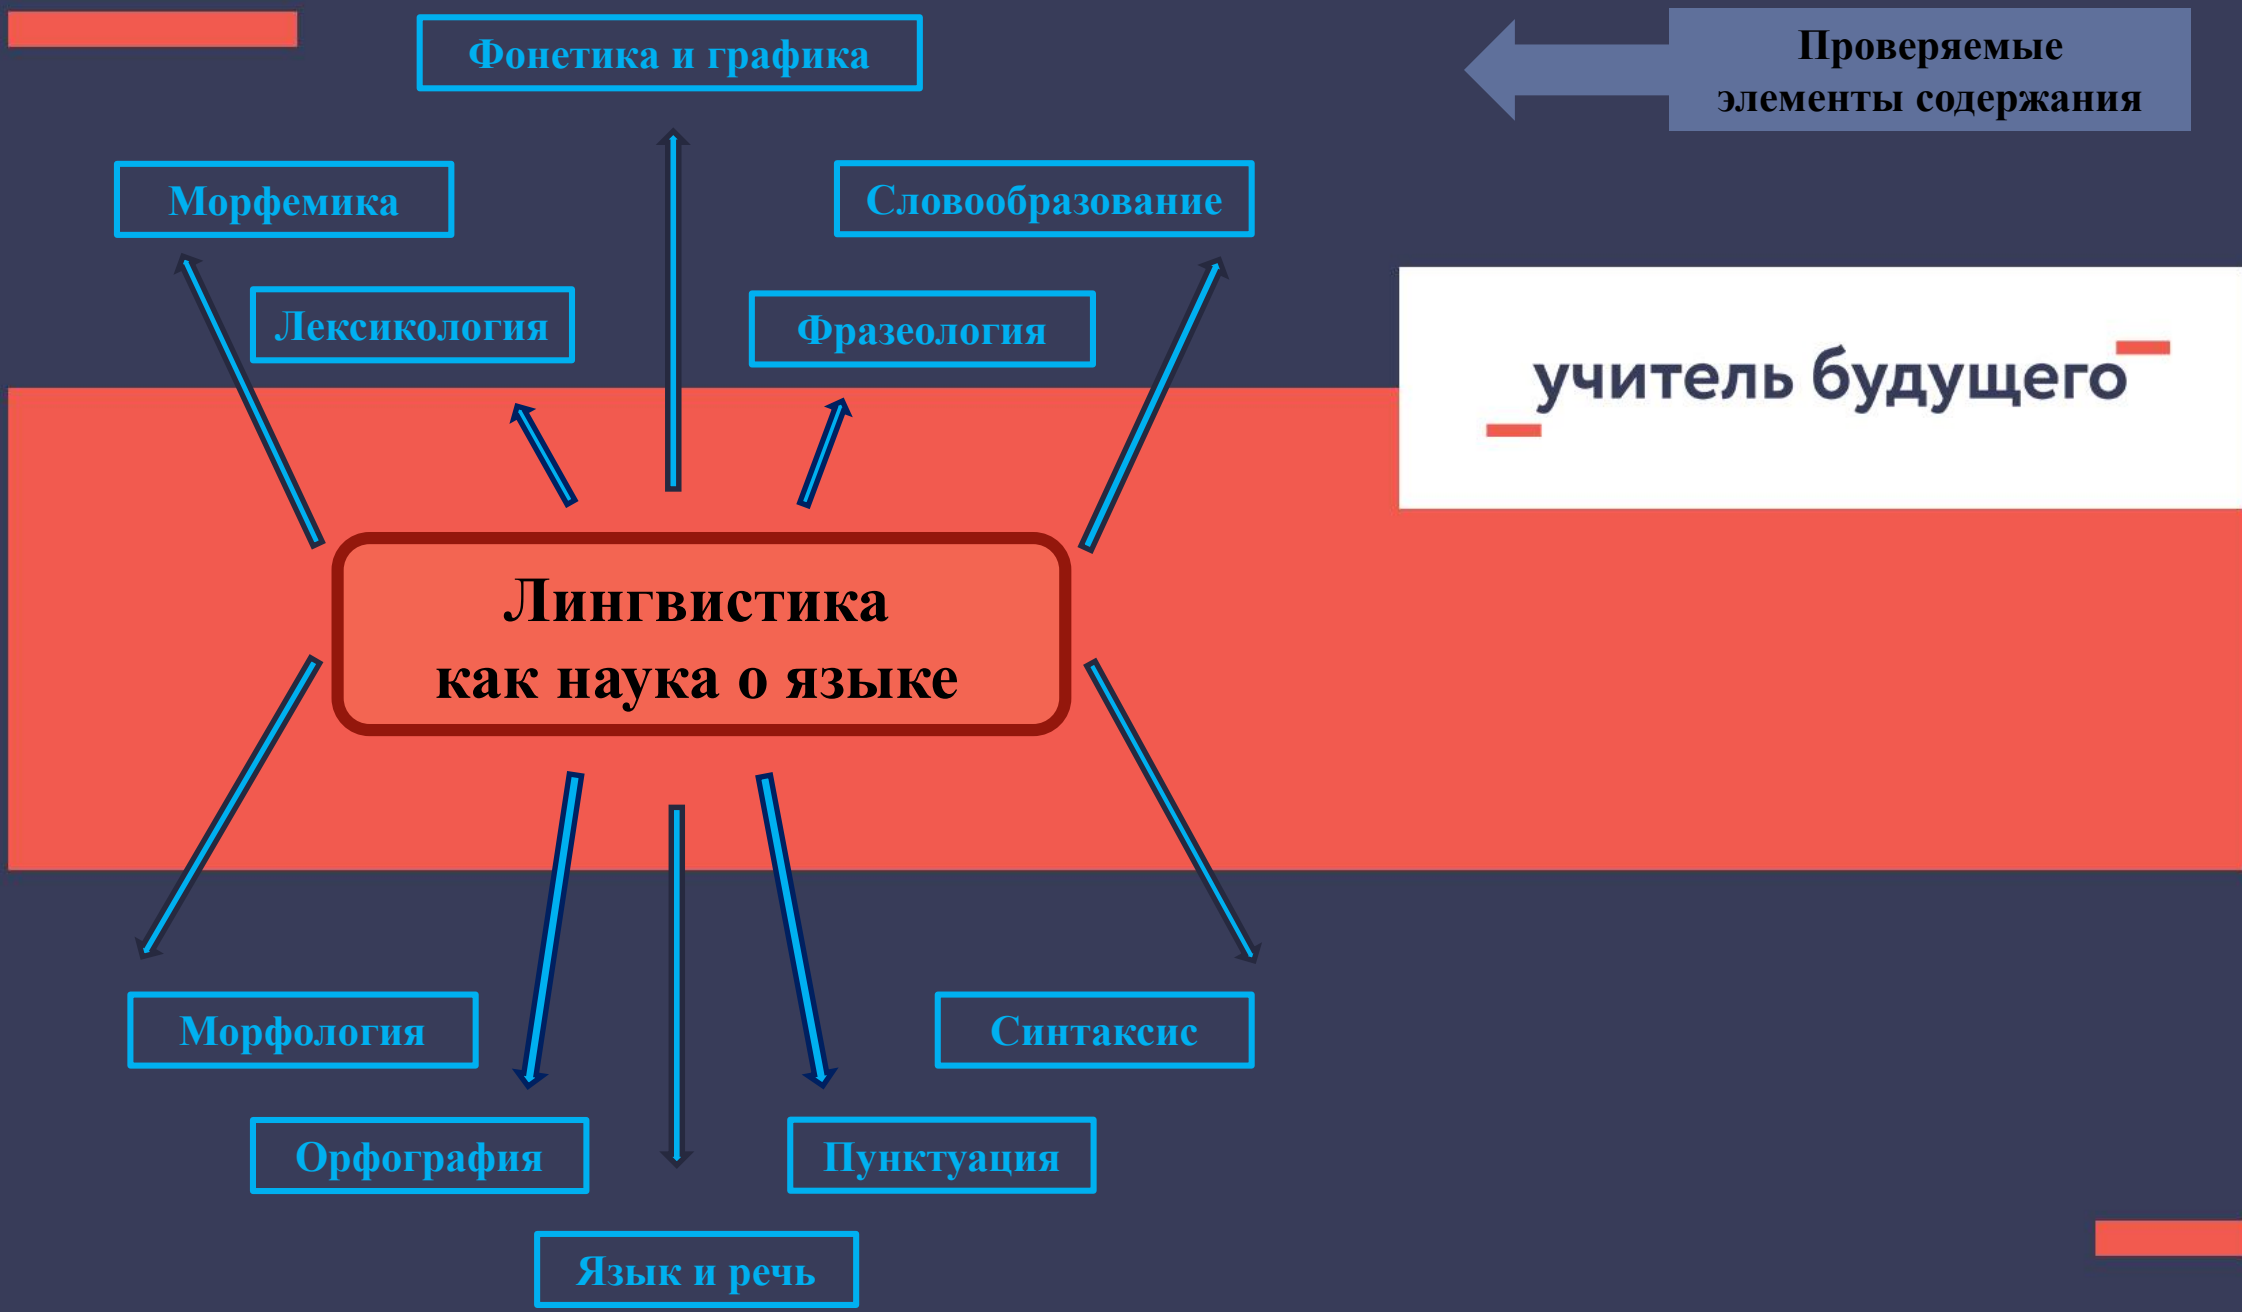 Фонетика и графика
Проверяемые
элементы содержания
Морфемика
Словообразование
Лексикология
Фразеология
учитель будущего
Лингвистика
как наука о языке
Морфология
Синтаксис
Орфография
Пунктуация
Язык и речь